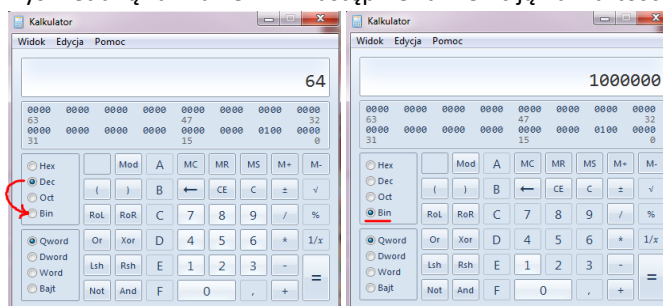 Kalkulator
Widok Edycja Pomoc
64
0000 0000 0000 0000 0000 0000 0000 0000
63 47 32
0000 0000 0000 0000 0000 0000 0100 0000
31 15 0
Hex Mod A MC MR MS M+ M-
Dec ( ) B ← CE C ± √
Oct
Bin RoL RoR C 7 8 9 / %
Qword Or Xor D 4 5 6 * 1/x
Dword Lsh Rsh E 1 2 3 - =
Word
Bajt Not And F 0 , +
Kalkulator
Widok Edycja Pomoc
1000000
0000 0000 0000 0000 0000 0000 0000 0000
63 47 32
0000 0000 0000 0000 0000 0000 0100 0000
31 15 0
Hex Mod A MC MR MS M+ M-
Dec ( ) B ← CE C ± √
Oct
Bin RoL RoR C 7 8 9 / %
Qword Or Xor D 4 5 6 * 1/x
Dword Lsh Rsh E 1 2 3 - =
Word
Bajt Not And F 0 , +